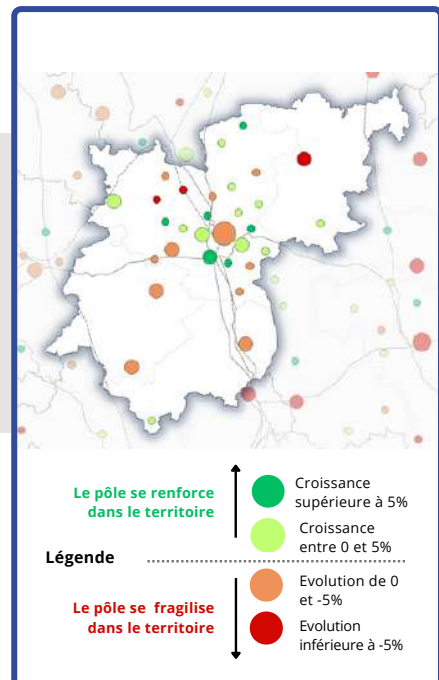 Le pôle se renforce
dans le territoire
Croissance
supérieure à 5%
Croissance
entre 0 et 5%
Légende
Le pôle se fragilise
dans le territoire
Evolution de 0
et -5%
Evolution
inférieure à -5%